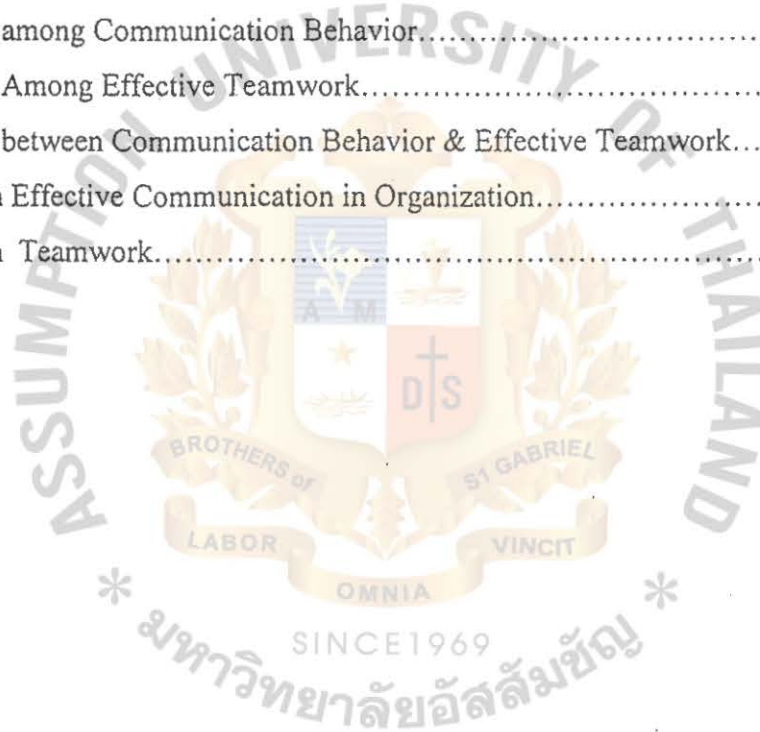 among Communication Behavior……………………………
Among Effective Teamwork……………………………………
between Communication Behavior & Effective Teamwork…
Effective Communication in Organization…………………
Teamwork……………………………………………………………
ASSUMPTION UNIVERSITY OF THAILAND
A M
D S
BROTHERS OF ST GABRIEL
LABOR OMNIA VINCIT
SINCE1969
* มหาวิทยาลัยอัสสัมชัญ *